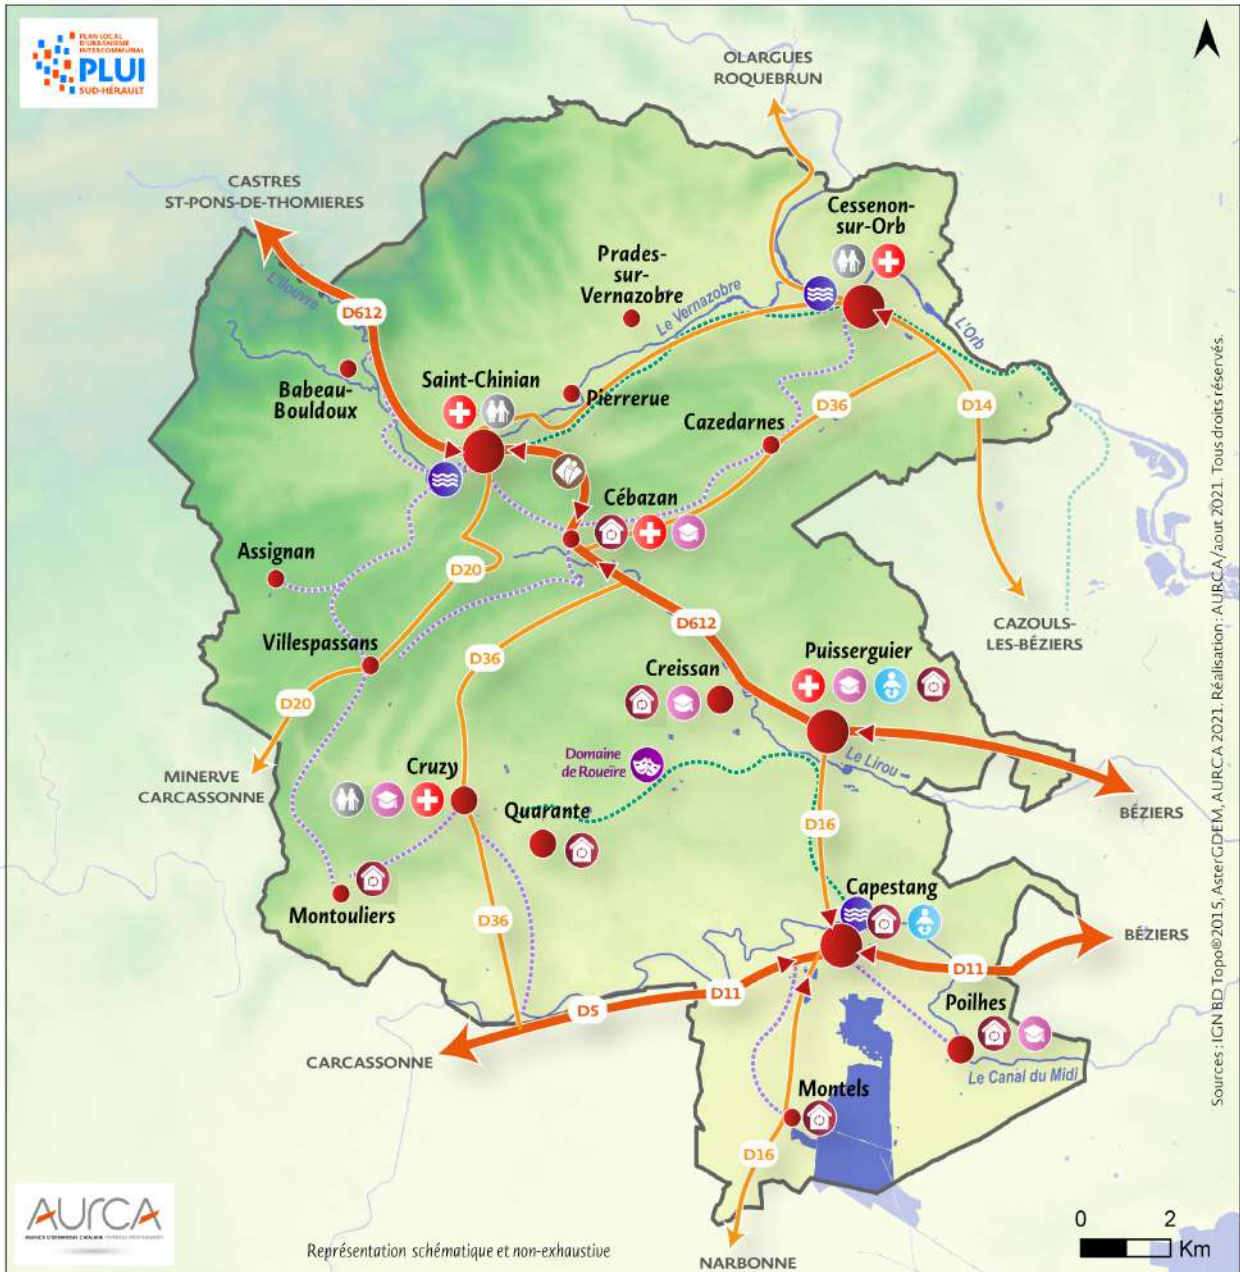 PLAN LOCAL
D'URBANISME
INTERCOMMUNAL
PLUI
SUD-HÉRAULT
OLARGUES
ROQUEBRUN
CASTRES
ST-PONS-DE-THOMIERES
Cessenon-
sur-Orb
Prades-
sur-
Vernazobre
Le Vernazobre
L'Ilouvre
D612
L'Orb
Babeau-
Bouldoux
Saint-Chinian
Pierrerue
Cazedarnes
D36
D14
Cébazan
Assignan
D20
CAZOULS-
LES-BÉZIERS
D612
Villespassans
D36
Creissan
Puisserguier
D20
Domaine
de Roueïre
Le Lirou
MINERVE
CARCASSONNE
Cruzy
Quarante
D16
BÉZIERS
Capestang
Montouliers
D36
BÉZIERS
D11
D11
D5
Poilhes
CARCASSONNE
Le Canal du Midi
Montels
D16
NARBONNE
AURCA
Représentation schématique et non-exhaustive
0 2
Km
Sources : IGN BD Topo®2015, AsterGDEM, AURCA 2021. Réalisation : AURCA/aout 2021. Tous droits réservés.